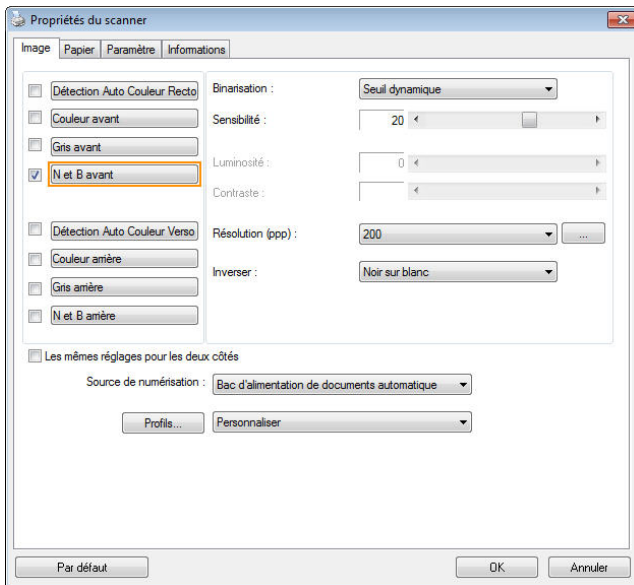 Propriétés du scanner
Image Papier Paramètre Informations
Détection Auto Couleur Recto
Couleur avant
Gris avant
N et B avant
Détection Auto Couleur Verso
Couleur arrière
Gris arrière
N et B arrière
Binarisation : Seuil dynamique
Sensibilité : 20
Luminosité : 0
Contraste :
Résolution (ppp) : 200 ...
Inverser : Noir sur blanc
Les mêmes réglages pour les deux côtés
Source de numérisation : Bac d'alimentation de documents automatique
Profils... Personnaliser
Par défaut OK Annuler